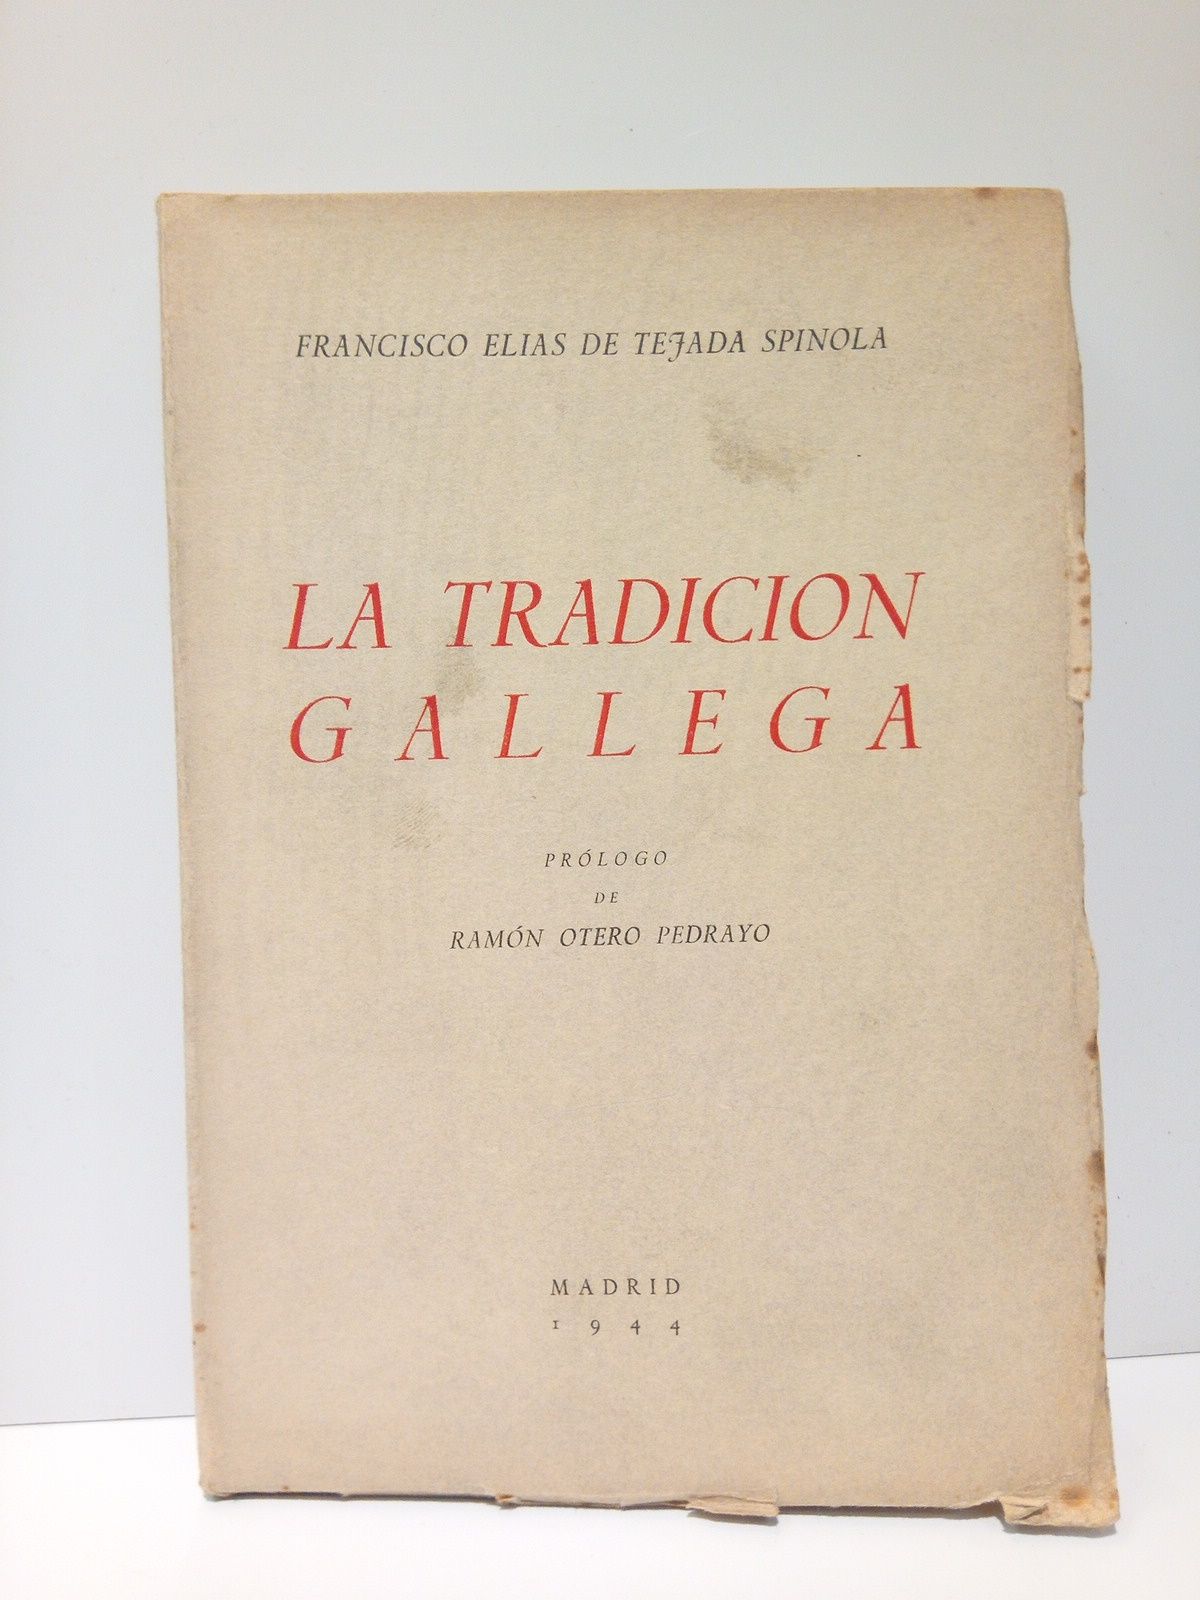 FRANCISCO ELIAS DE TEJADA SPINOLA
LA TRADICION
GALLEGA
PRÓLOGO
DE
RAMÓN OTERO PEDRAYO
MADRID
1944